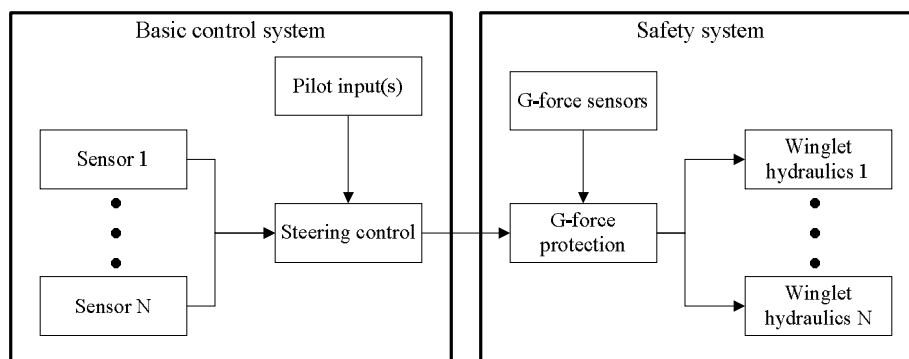 Basic control system
Safety system
Pilot input(s)
G-force sensors
Sensor 1
Winglet
hydraulics 1
Steering control
G-force
protection
Sensor N
Winglet
hydraulics N